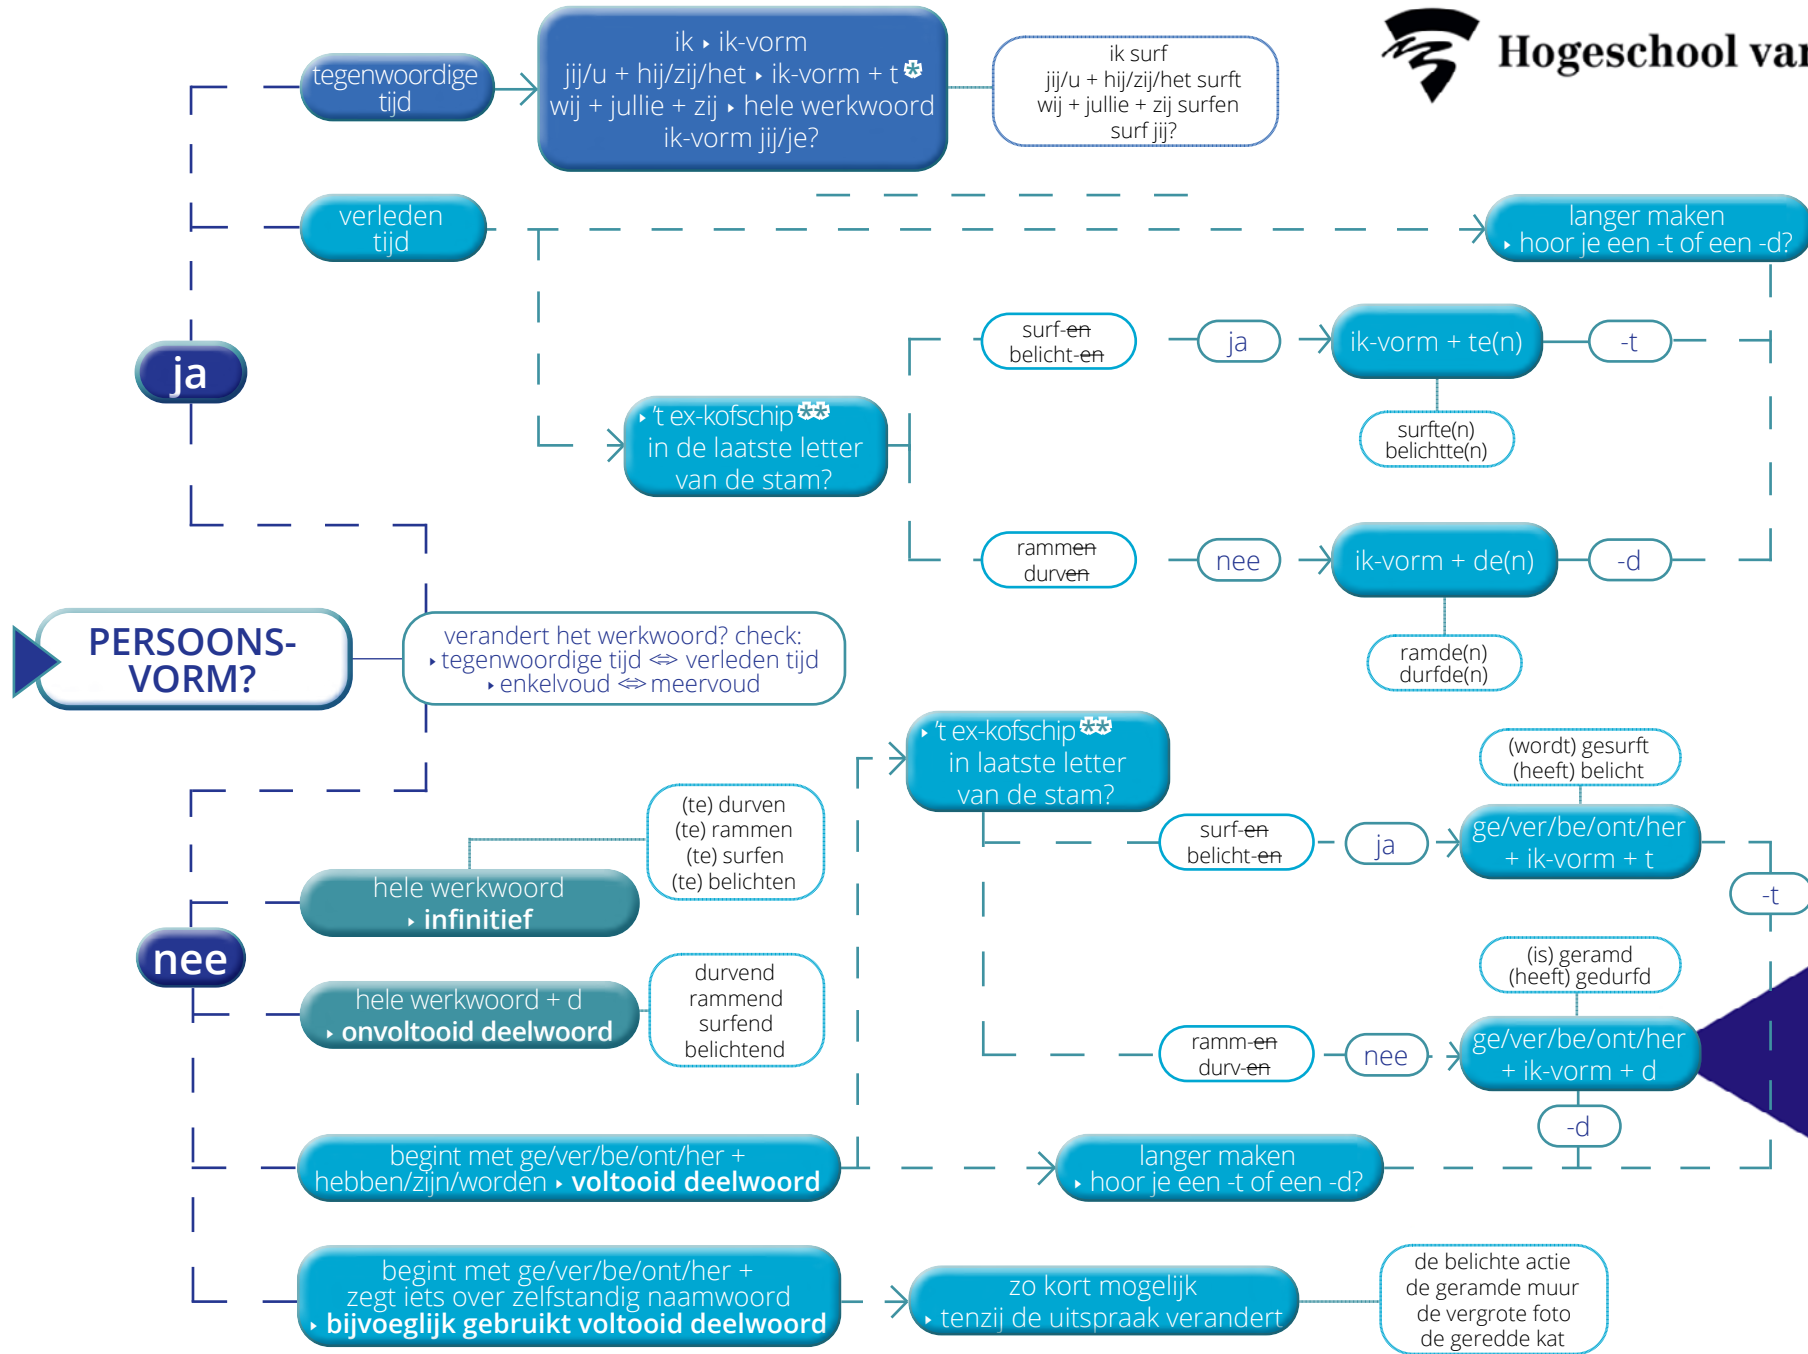 Hogeschool van
tegenwoordige
tijd
ik ▸ ik-vorm
jij/u + hij/zij/het ▸ ik-vorm + t *
wij + jullie + zij ▸ hele werkwoord
ik-vorm jij/je?
ik surf
jij/u + hij/zij/het surft
wij + jullie + zij surfen
surf jij?
verleden
tijd
langer maken
▸ hoor je een -t of een -d?
ja
▸ 't ex-kofschip **
in de laatste letter
van de stam?
surf-en
belicht-en
ja
ik-vorm + te(n)
-t
surfte(n)
belichtte(n)
rammen
durven
nee
ik-vorm + de(n)
-d
ramde(n)
durfde(n)
PERSOONS-
VORM?
verandert het werkwoord? check:
▸ tegenwoordige tijd ⇔ verleden tijd
▸ enkelvoud ⇔ meervoud
nee
hele werkwoord
▸ infinitief
(te) durven
(te) rammen
(te) surfen
(te) belichten
hele werkwoord + d
▸ onvoltooid deelwoord
durvend
rammend
surfend
belichtend
▸ 't ex-kofschip **
in laatste letter
van de stam?
surf-en
belicht-en
ja
(wordt) gesurft
(heeft) belicht
ge/ver/be/ont/her
+ ik-vorm + t
-t
ramm-en
durv-en
nee
(is) geramd
(heeft) gedurfd
ge/ver/be/ont/her
+ ik-vorm + d
-d
begint met ge/ver/be/ont/her +
hebben/zijn/worden ▸ voltooid deelwoord
langer maken
▸ hoor je een -t of een -d?
begint met ge/ver/be/ont/her +
zegt iets over zelfstandig naamwoord
▸ bijvoeglijk gebruikt voltooid deelwoord
zo kort mogelijk
▸ tenzij de uitspraak verandert
de belichte actie
de geramde muur
de vergrote foto
de geredde kat